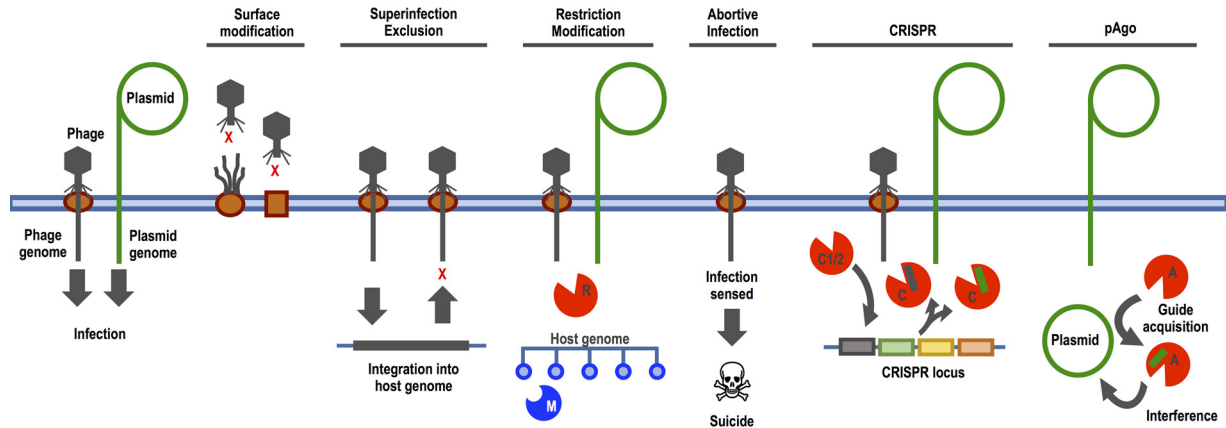 Surface
modification
Superinfection
Exclusion
Restriction
Modification
Abortive
Infection
CRISPR
pAgo
Plasmid
Phage
X
X
Phage
genome
Plasmid
genome
Infection
X
Integration into
host genome
R
Host genome
M
Infection
sensed
Suicide
C1/2
C
C
CRISPR locus
A
Guide
acquisition
Plasmid
A
Interference